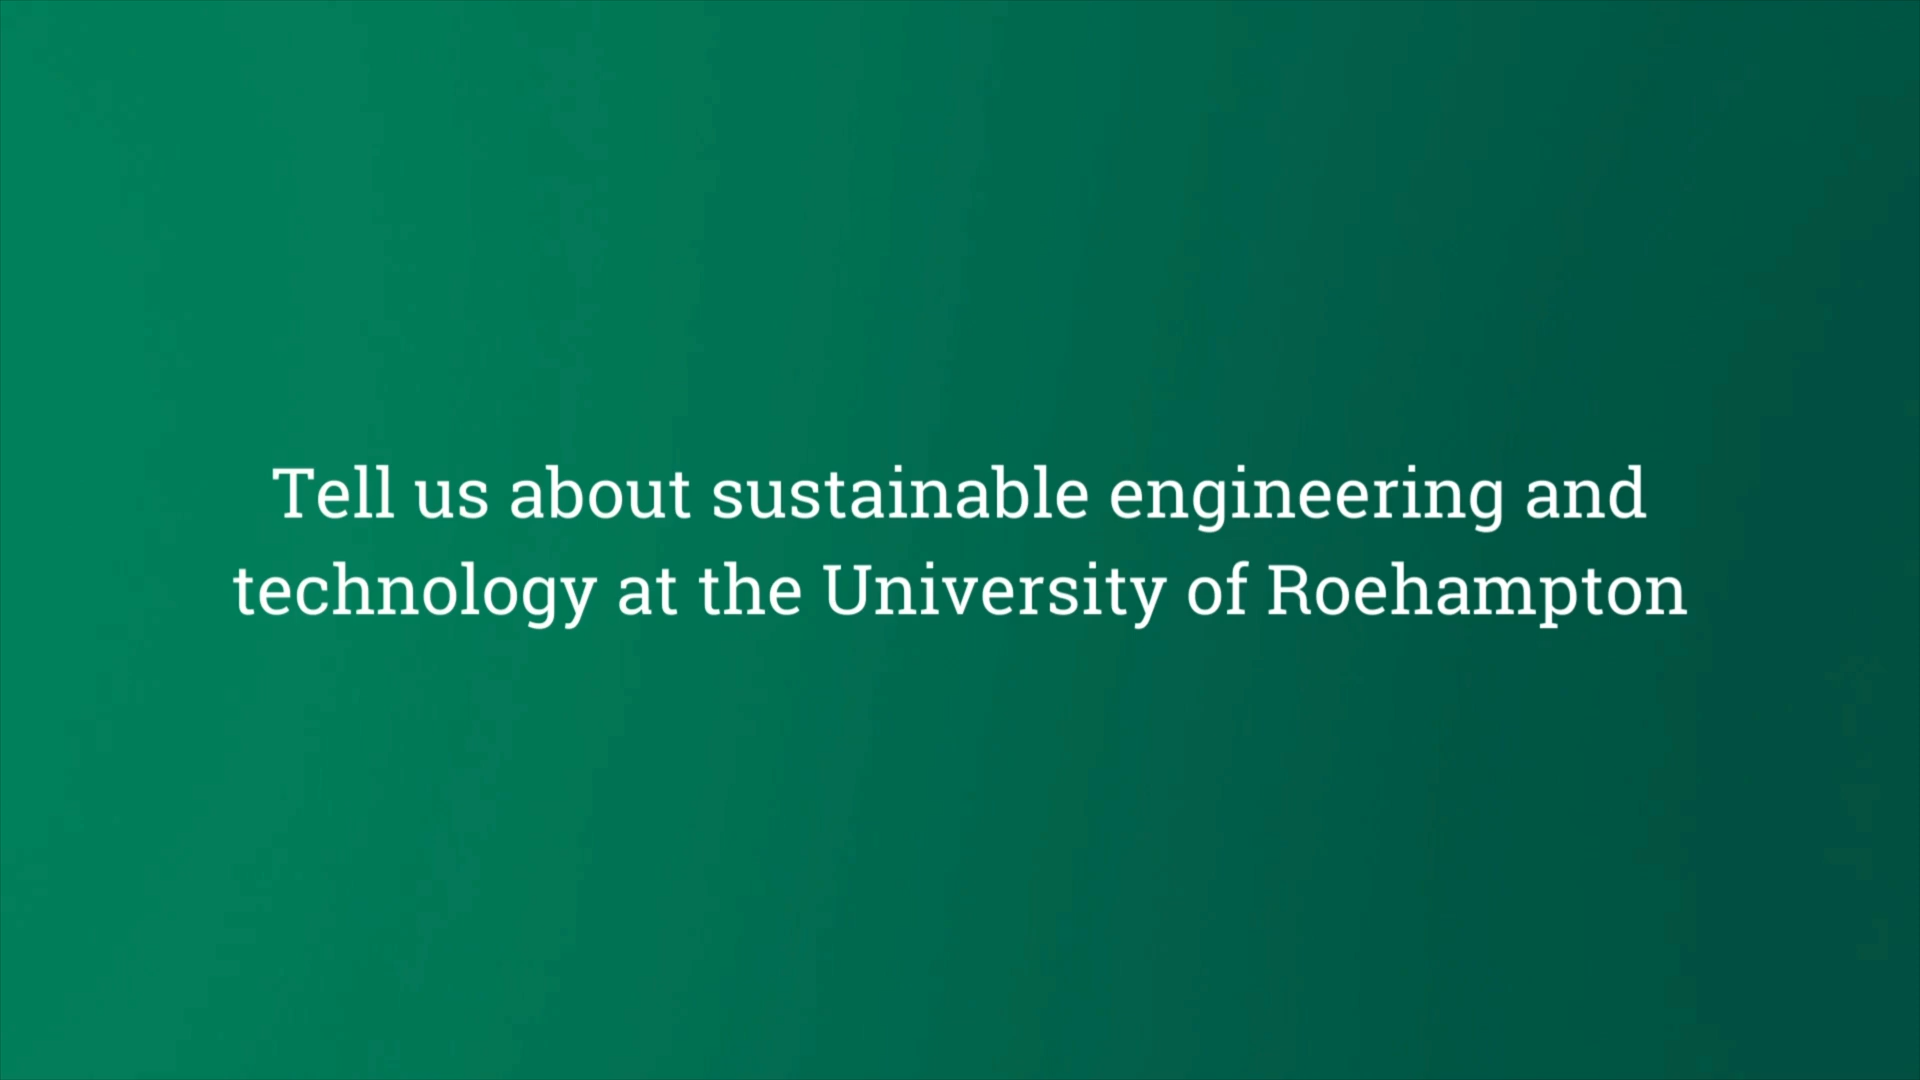 Tell us about sustainable engineering and
technology at the University of Roehampton